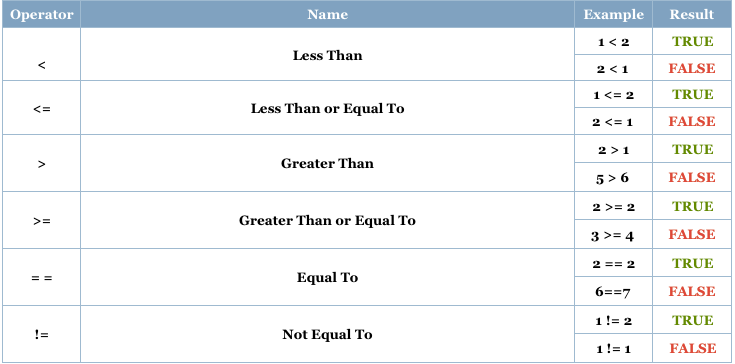 Operator Name Example Result
< Less Than 1 < 2 TRUE
2 < 1 FALSE
<= Less Than or Equal To 1 <= 2 TRUE
2 <= 1 FALSE
> Greater Than 2 > 1 TRUE
5 > 6 FALSE
>= Greater Than or Equal To 2 >= 2 TRUE
3 >= 4 FALSE
= = Equal To 2 == 2 TRUE
6==7 FALSE
!= Not Equal To 1 != 2 TRUE
1 != 1 FALSE